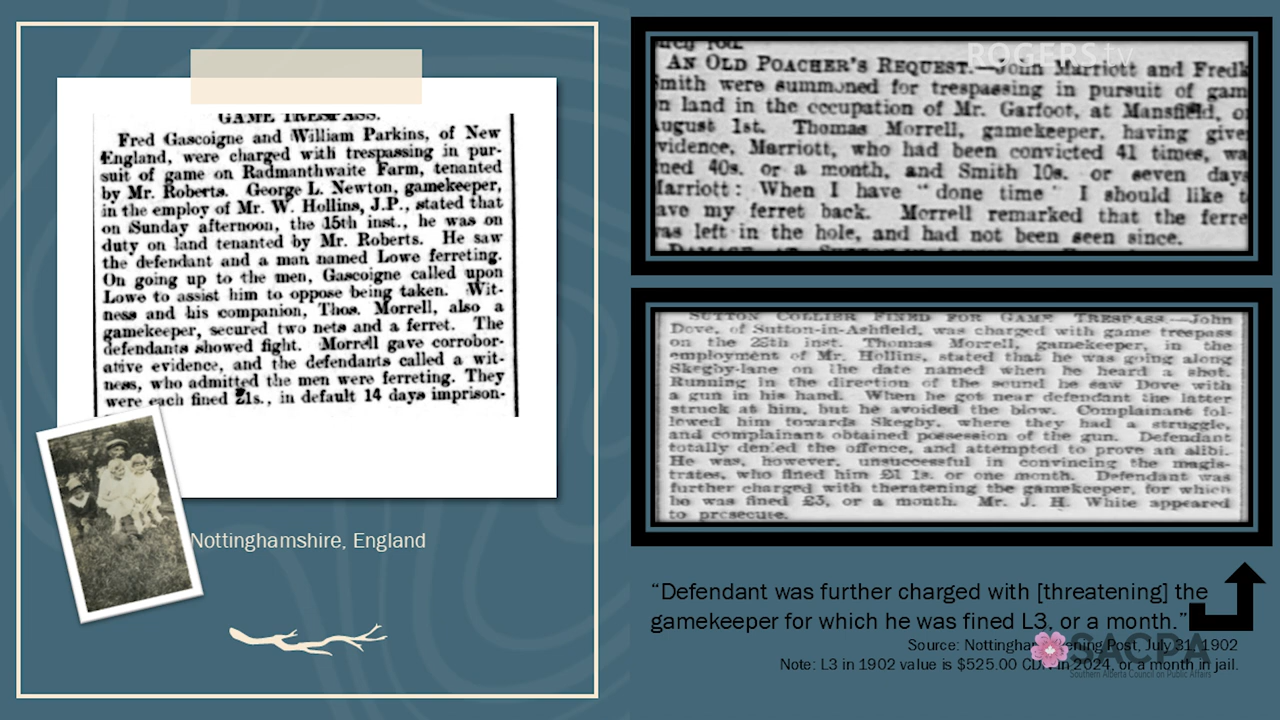 GAME TRESPASS.
Fred Gascoigne and William Parkins, of New
England, were charged with trespassing in pur-
suit of game on Radmanthwaite Farm, tenanted
by Mr. Roberts. George L. Newton, gamekeeper,
in the employ of Mr. W. Hollins, J.P., stated that
on Sunday afternoon, the 15th inst., he was on
duty on land tenanted by Mr. Roberts. He saw
the defendant and a man named Lowe ferreting.
On going up to the men, Gascoigne called upon
Lowe to assist him to oppose being taken. Wit-
ness and his companion, Thos. Morrell, also a
gamekeeper, secured two nets and a ferret. The
defendants showed fight. Morrell gave corrobor-
ative evidence, and the defendants called a wit-
ness, who admitted the men were ferreting. They
were each fined 21s., in default 14 days imprison-
Nottinghamshire, England
ROGERS tv
AN OLD POACHER'S REQUEST.—John Marriott and Fredk
mith were summoned for trespassing in pursuit of gam
n land in the occupation of Mr. Garfoot, at Mansfield, o
ugust 1st. Thomas Morrell, gamekeeper, having give
vidence, Marriott, who had been convicted 41 times, wa
ned 40s. or a month, and Smith 10s. or seven days
Marriott: When I have "done time" I should like t
ave my ferret back. Morrell remarked that the ferre
as left in the hole, and had not been seen since.
SUTTON COLLIER FINED FOR GAME TRESPASS.—John
Dove, of Sutton-in-Ashfield, was charged with game trespass
on the 25th inst. Thomas Morrell, gamekeeper, in the
employment of Mr. Hollins, stated that he was going along
Skegby-lane on the date named when he heard a shot.
Running in the direction of the sound he saw Dove with
a gun in his hand. When he got near defendant the latter
struck at him, but he avoided the blow. Complainant fol-
lowed him towards Skegby, where they had a struggle,
and complainant obtained possession of the gun. Defendant
totally denied the offence, and attempted to prove an alibi.
He was, however, unsuccessful in convincing the magis-
trates, who fined him £1 1s. or one month. Defendant was
further charged with theratening the gamekeeper, for which
he was fined £3, or a month. Mr. J. H. White appeared
to prosecute.
“Defendant was further charged with [threatening] the
gamekeeper for which he was fined L3, or a month.”
Source: Nottingham Evening Post, July 31, 1902
Note: L3 in 1902 value is $525.00 CDN in 2024, or a month in jail.
SACPA
Southern Alberta Council on Public Affairs